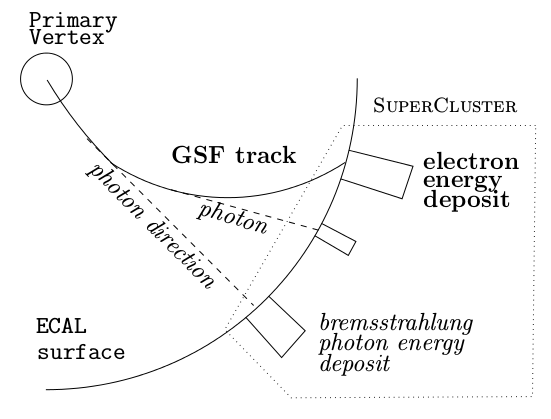 Primary
Vertex
SUPERCLUSTER
GSF track
electron
energy
deposit
photon direction
photon
ECAL
surface
bremsstrahlung
photon energy
deposit